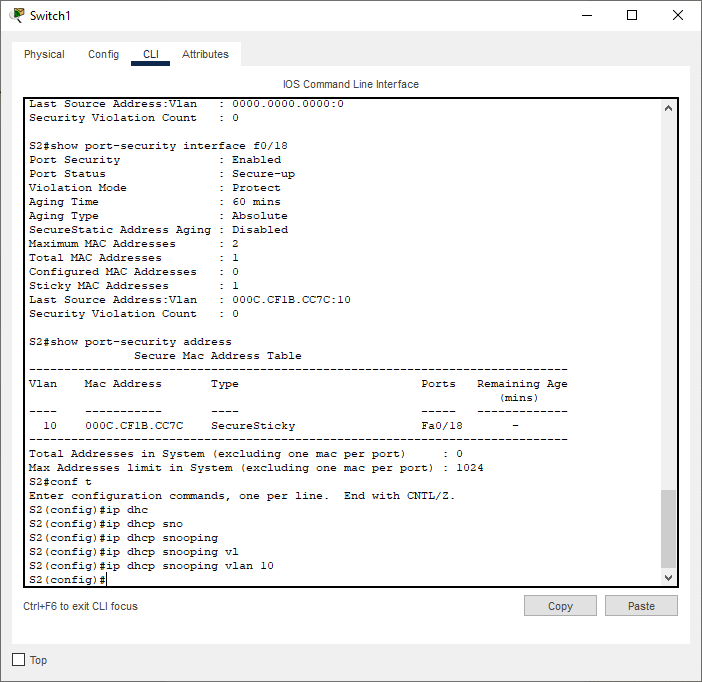 Switch1
Physical Config CLI Attributes
IOS Command Line Interface
Last Source Address:Vlan   : 0000.0000.0000:0
Security Violation Count   : 0
S2#show port-security interface f0/18
Port Security              : Enabled
Port Status                : Secure-up
Violation Mode             : Protect
Aging Time                 : 60 mins
Aging Type                 : Absolute
SecureStatic Address Aging : Disabled
Maximum MAC Addresses      : 2
Total MAC Addresses        : 1
Configured MAC Addresses   : 0
Sticky MAC Addresses       : 1
Last Source Address:Vlan   : 000C.CF1B.CC7C:10
Security Violation Count   : 0
S2#show port-security address
               Secure Mac Address Table
-----------------------------------------------------------------------------
Vlan    Mac Address       Type                          Ports   Remaining Age
                                                                   (mins)
----    -----------       ----                          -----   -------------
  10    000C.CF1B.CC7C    SecureSticky                  Fa0/18       -
-----------------------------------------------------------------------------
Total Addresses in System (excluding one mac per port)     : 0
Max Addresses limit in System (excluding one mac per port) : 1024
S2#conf t
Enter configuration commands, one per line.  End with CNTL/Z.
S2(config)#ip dhc
S2(config)#ip dhcp sno
S2(config)#ip dhcp snooping
S2(config)#ip dhcp snooping vl
S2(config)#ip dhcp snooping vlan 10
S2(config)#
Ctrl+F6 to exit CLI focus Copy Paste
Top